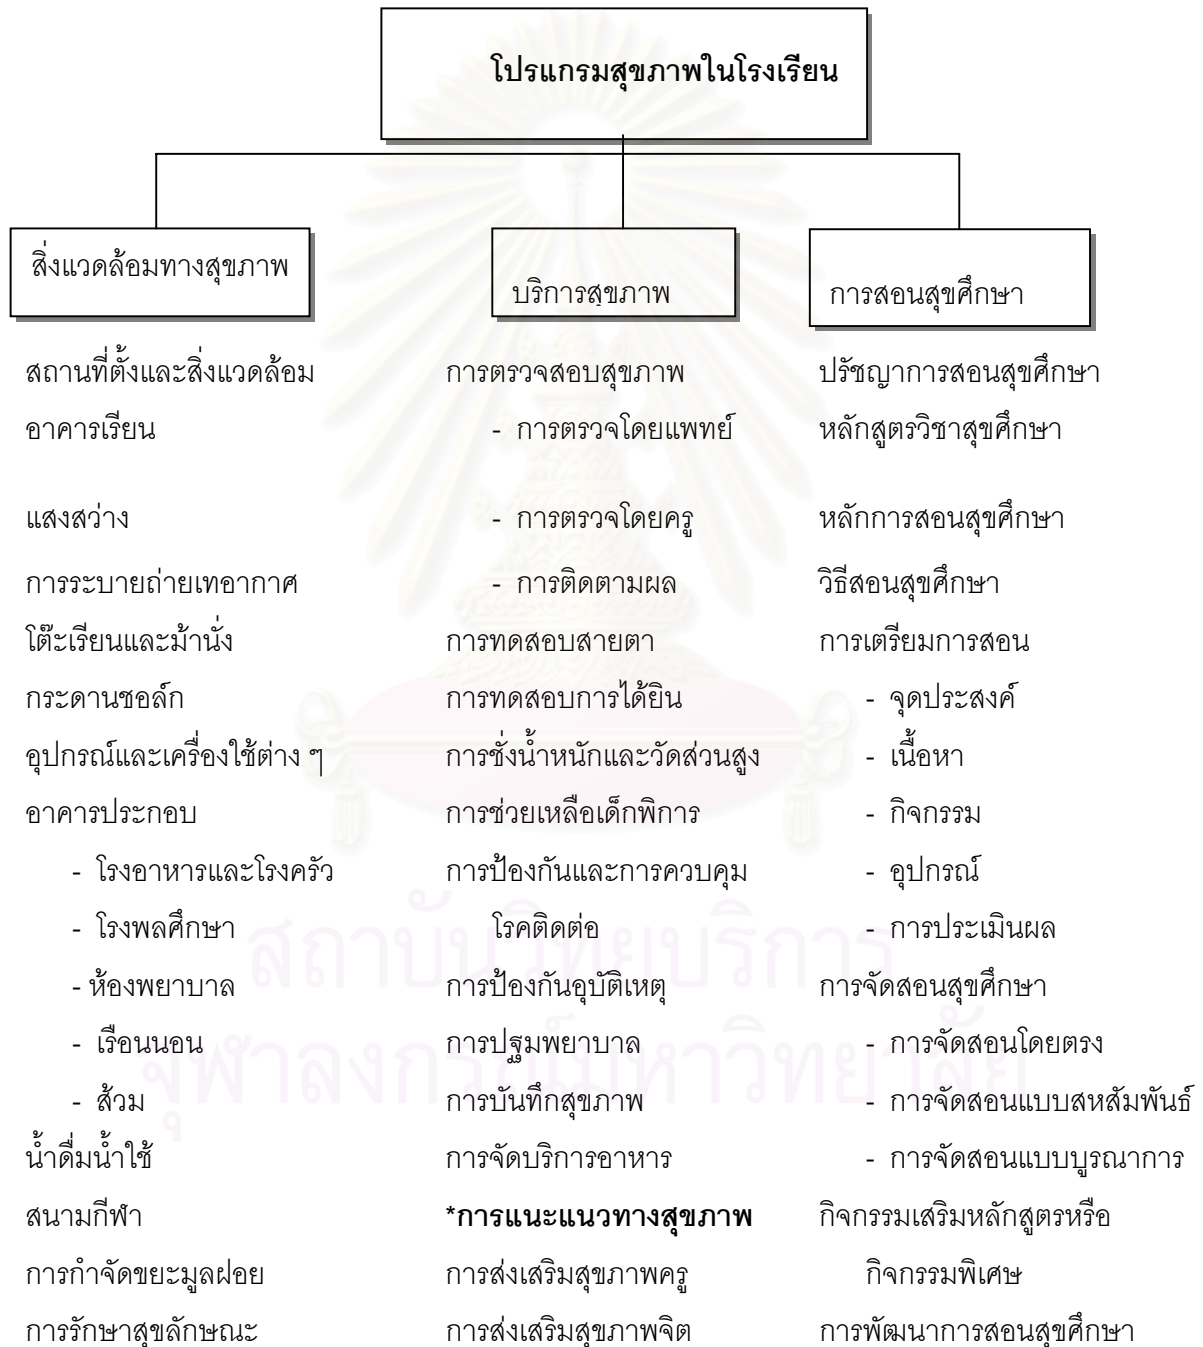 โปรแกรมสุขภาพในโรงเรียน
สิ่งแวดล้อมทางสุขภาพ
สถานที่ตั้งและสิ่งแวดล้อม
อาคารเรียน
แสงสว่าง
การระบายถ่ายเทอากาศ
โต๊ะเรียนและม้านั่ง
กระดานชอล์ก
อุปกรณ์และเครื่องใช้ต่าง ๆ
อาคารประกอบ
- โรงอาหารและโรงครัว
- โรงพลศึกษา
- ห้องพยาบาล
- เรือนนอน
- ส้วม
น้ำดื่มน้ำใช้
สนามกีฬา
การกำจัดขยะมูลฝอย
การรักษาสุขลักษณะ
บริการสุขภาพ
การตรวจสอบสุขภาพ
- การตรวจโดยแพทย์
- การตรวจโดยครู
- การติดตามผล
การทดสอบสายตา
การทดสอบการได้ยิน
การชั่งน้ำหนักและวัดส่วนสูง
การช่วยเหลือเด็กพิการ
การป้องกันและการควบคุม
โรคติดต่อ
การป้องกันอุบัติเหตุ
การปฐมพยาบาล
การบันทึกสุขภาพ
การจัดบริการอาหาร
*การแนะแนวทางสุขภาพ
การส่งเสริมสุขภาพครู
การส่งเสริมสุขภาพจิต
การสอนสุขศึกษา
ปรัชญาการสอนสุขศึกษา
หลักสูตรวิชาสุขศึกษา
หลักการสอนสุขศึกษา
วิธีสอนสุขศึกษา
การเตรียมการสอน
- จุดประสงค์
- เนื้อหา
- กิจกรรม
- อุปกรณ์
- การประเมินผล
การจัดสอนสุขศึกษา
- การจัดสอนโดยตรง
- การจัดสอนแบบสหสัมพันธ์
- การจัดสอนแบบบูรณาการ
กิจกรรมเสริมหลักสูตรหรือ
กิจกรรมพิเศษ
การพัฒนาการสอนสุขศึกษา
สถาบันวิทยบริการ
จุฬาลงกรณ์มหาวิทยาลัย